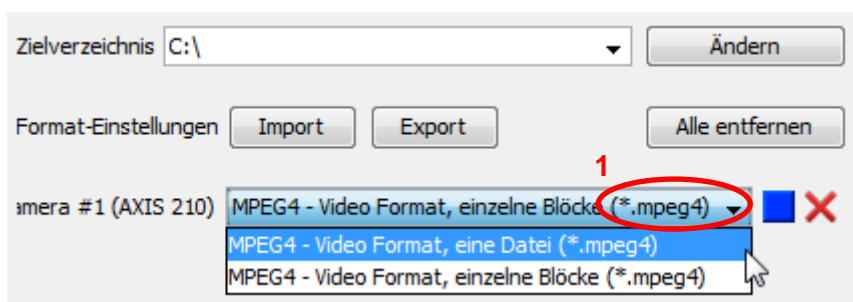 Zielverzeichnis C:\ Ändern
Format-Einstellungen Import Export Alle entfernen
1
amera #1 (AXIS 210) MPEG4 - Video Format, einzelne Blöcke (*.mpeg4)
MPEG4 - Video Format, eine Datei (*.mpeg4)
MPEG4 - Video Format, einzelne Blöcke (*.mpeg4)